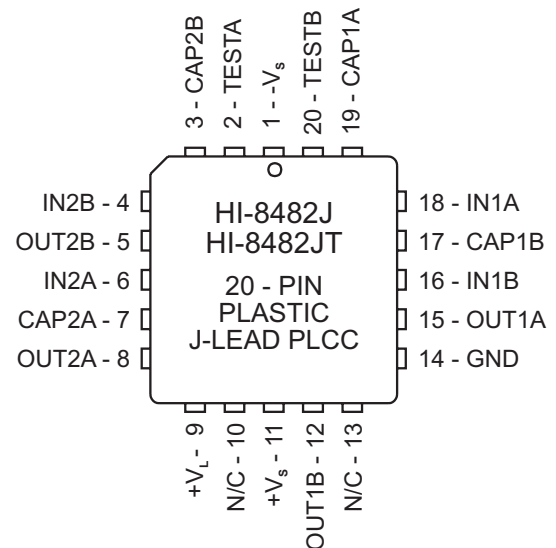 3 - CAP2B
2 - TESTA
1 - -Vs
20 - TESTB
19 - CAP1A
IN2B - 4
OUT2B - 5
IN2A - 6
CAP2A - 7
OUT2A - 8
HI-8482J
HI-8482JT
20 - PIN
PLASTIC
J-LEAD PLCC
18 - IN1A
17 - CAP1B
16 - IN1B
15 - OUT1A
14 - GND
+VL - 9
N/C - 10
+Vs - 11
OUT1B - 12
N/C - 13